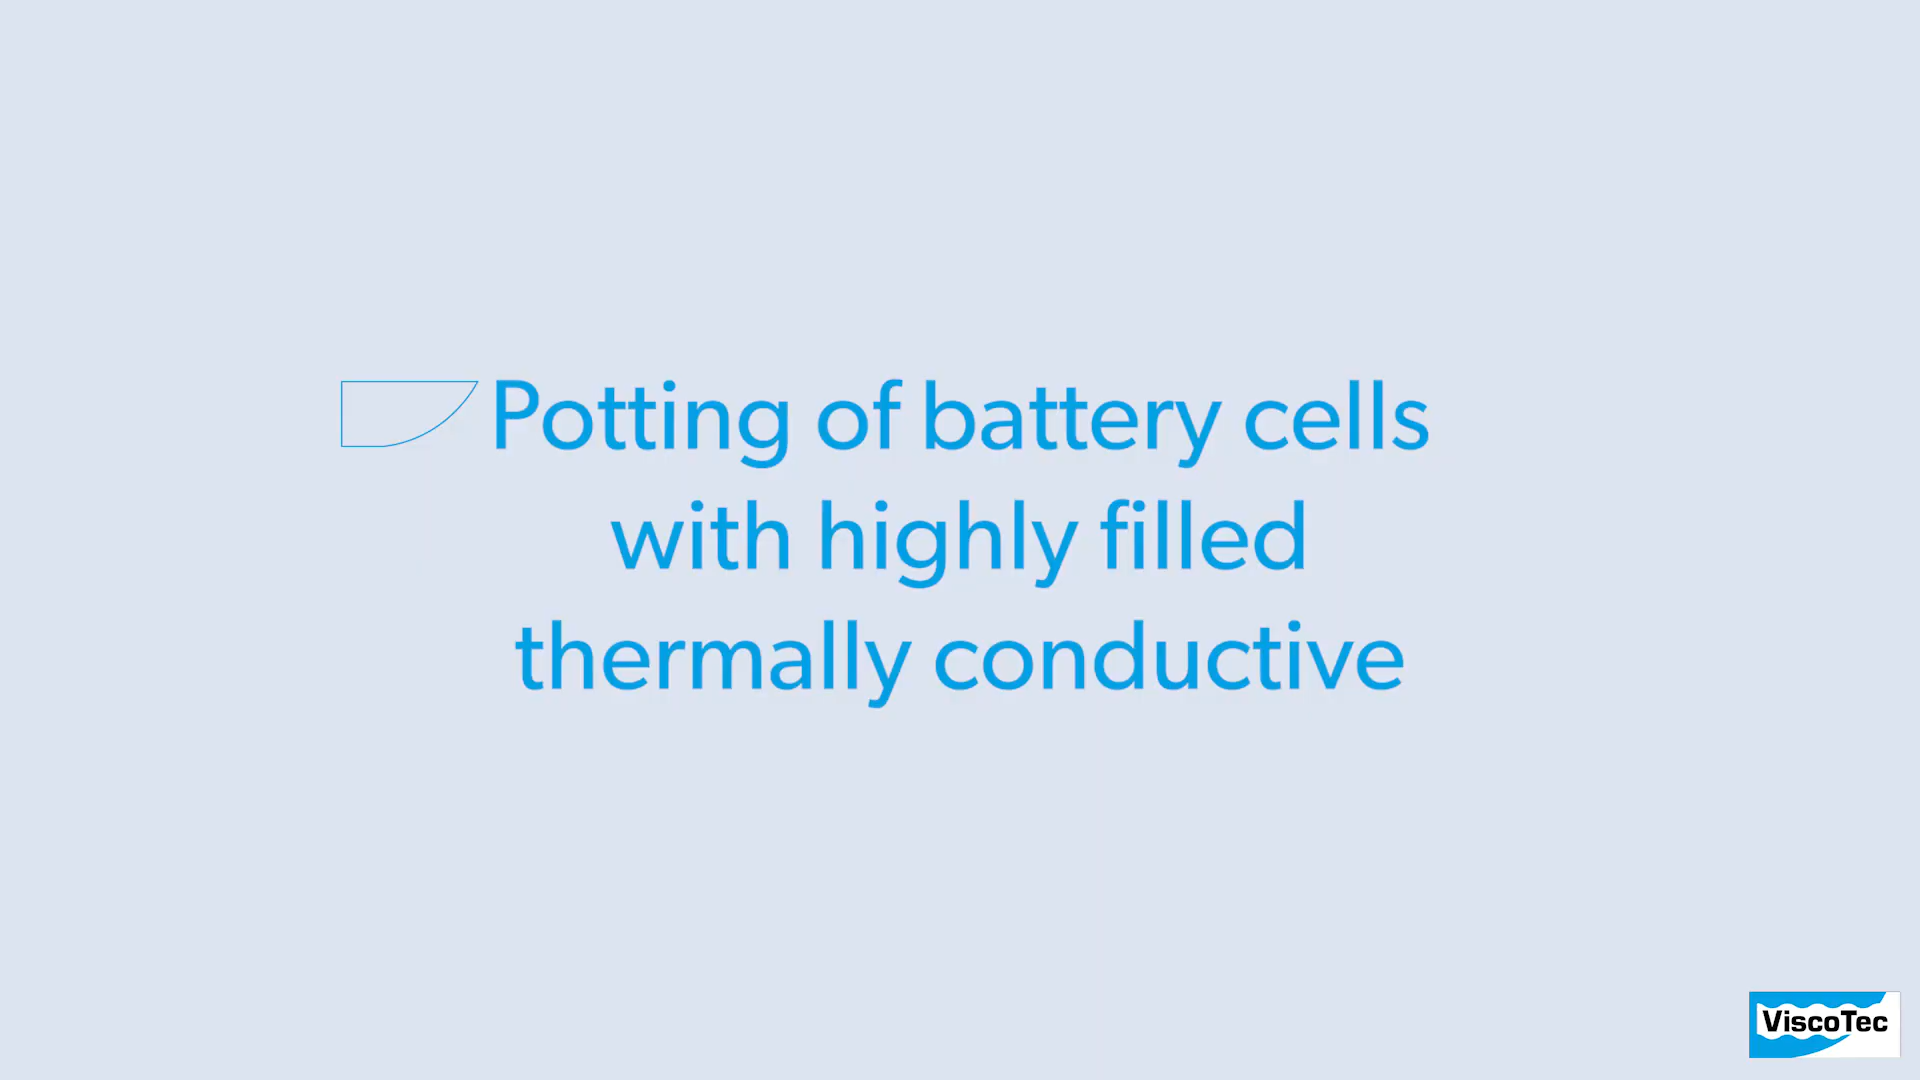 Potting of battery cells
with highly filled
thermally conductive
ViscoTec